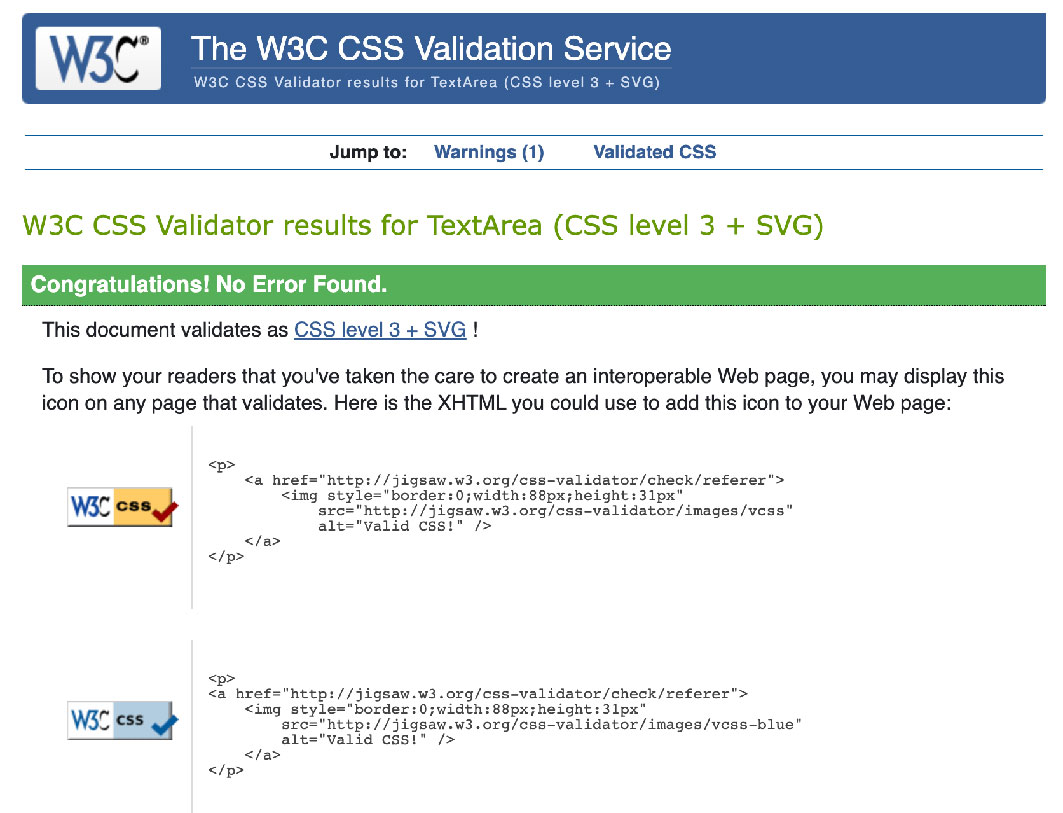 W3C® The W3C CSS Validation Service
W3C CSS Validator results for TextArea (CSS level 3 + SVG)
Jump to: Warnings (1) Validated CSS
W3C CSS Validator results for TextArea (CSS level 3 + SVG)
Congratulations! No Error Found.
This document validates as CSS level 3 + SVG !
To show your readers that you've taken the care to create an interoperable Web page, you may display this
icon on any page that validates. Here is the XHTML you could use to add this icon to your Web page:
W3C css
<p>
    <a href="http://jigsaw.w3.org/css-validator/check/referer">
        <img style="border:0;width:88px;height:31px"
            src="http://jigsaw.w3.org/css-validator/images/vcss"
            alt="Valid CSS!" />
    </a>
</p>
W3C css
<p>
<a href="http://jigsaw.w3.org/css-validator/check/referer">
    <img style="border:0;width:88px;height:31px"
        src="http://jigsaw.w3.org/css-validator/images/vcss-blue"
        alt="Valid CSS!" />
    </a>
</p>